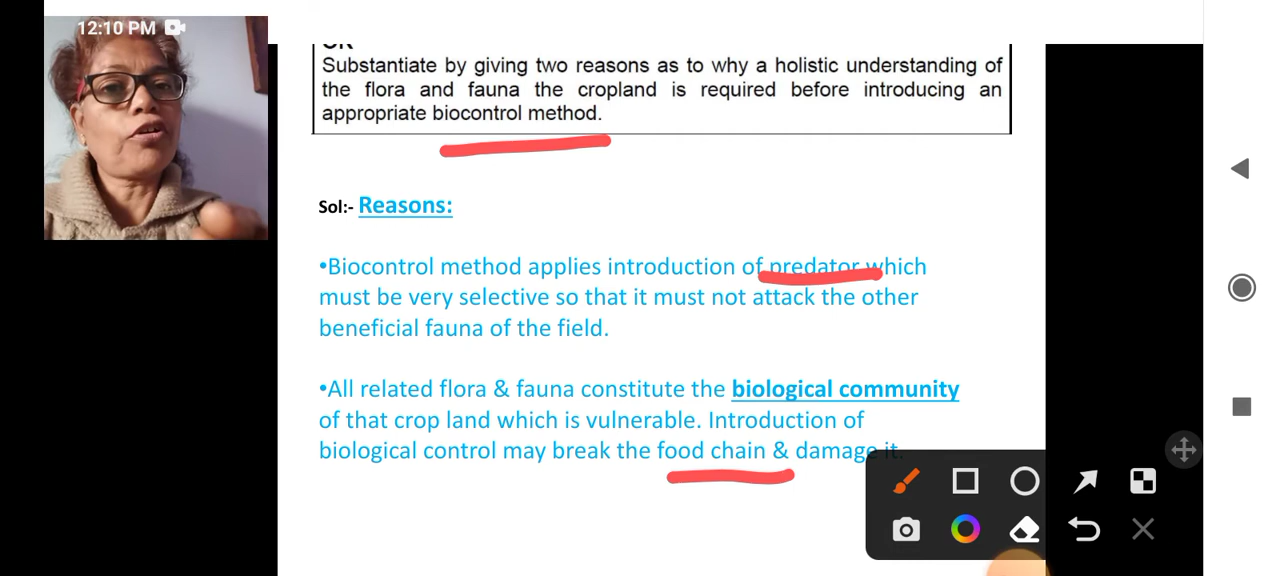 12:10 PM
OR
Substantiate by giving two reasons as to why a holistic understanding of
the flora and fauna the cropland is required before introducing an
appropriate biocontrol method.
Sol:- Reasons:
•Biocontrol method applies introduction of predator which
must be very selective so that it must not attack the other
beneficial fauna of the field.
•All related flora & fauna constitute the biological community
of that crop land which is vulnerable. Introduction of
biological control may break the food chain & damage it.